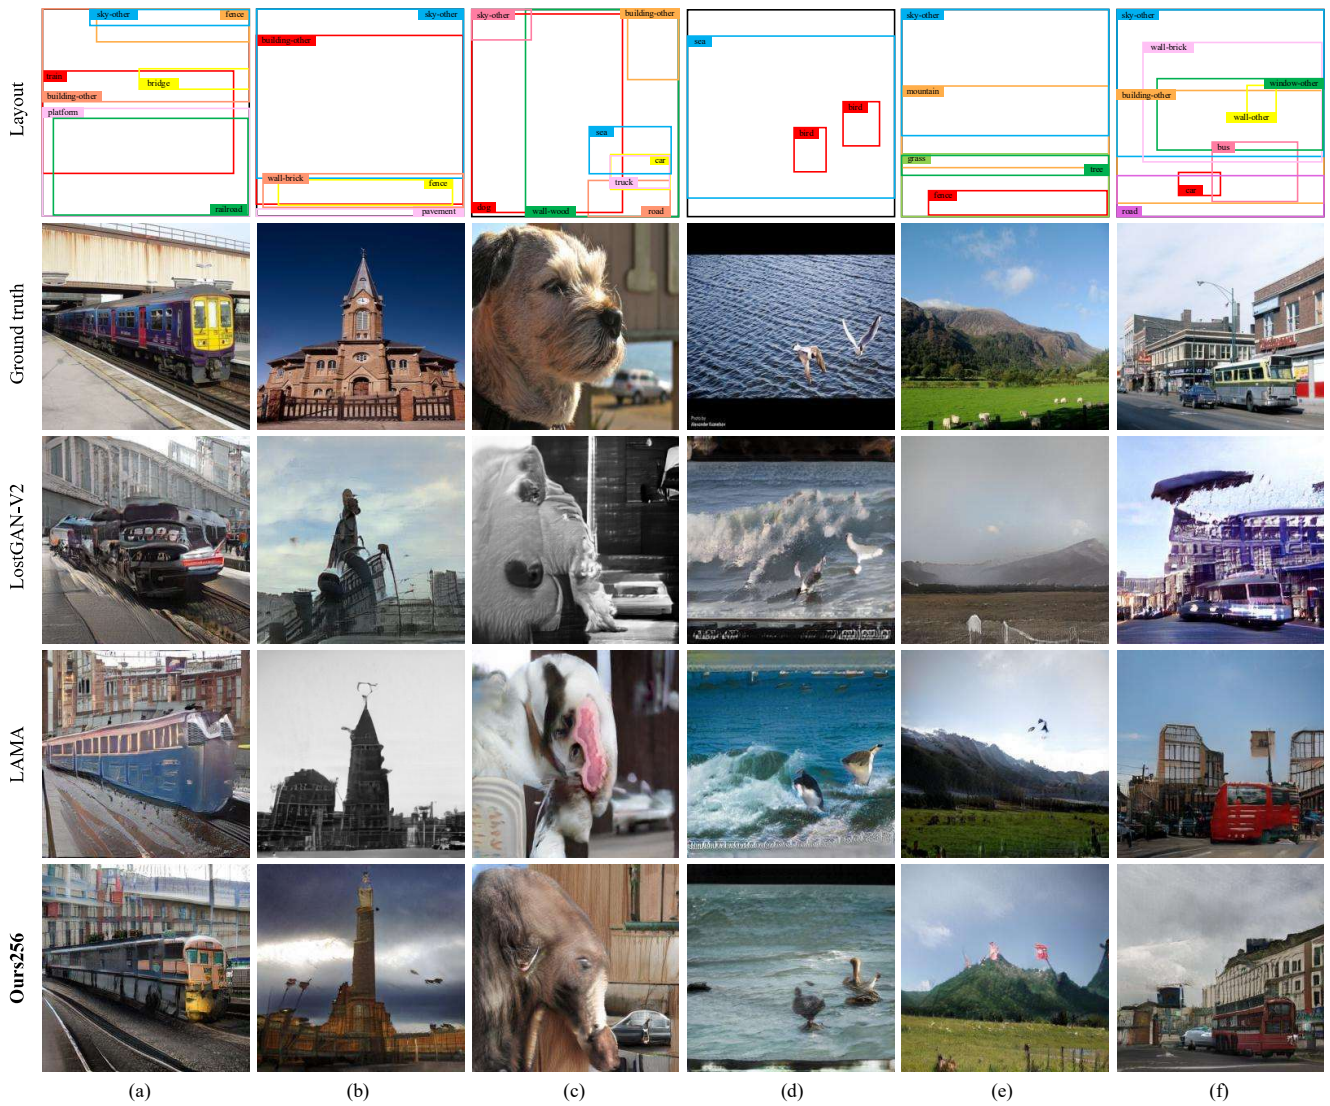 Layout
sky-other fence
train
bridge
building-other
platform
railroad
sky-other
building-other
wall-brick
fence
pavement
sky-other
building-other
sea
car
truck
dog
wall-wood
road
sea
bird
bird
sky-other
mountain
grass
tree
fence
sky-other
wall-brick
window-other
building-other
wall-other
bus
car
road
Ground truth
Photo by
LostGAN-V2
LAMA
Ours256
(a) (b) (c) (d) (e) (f)